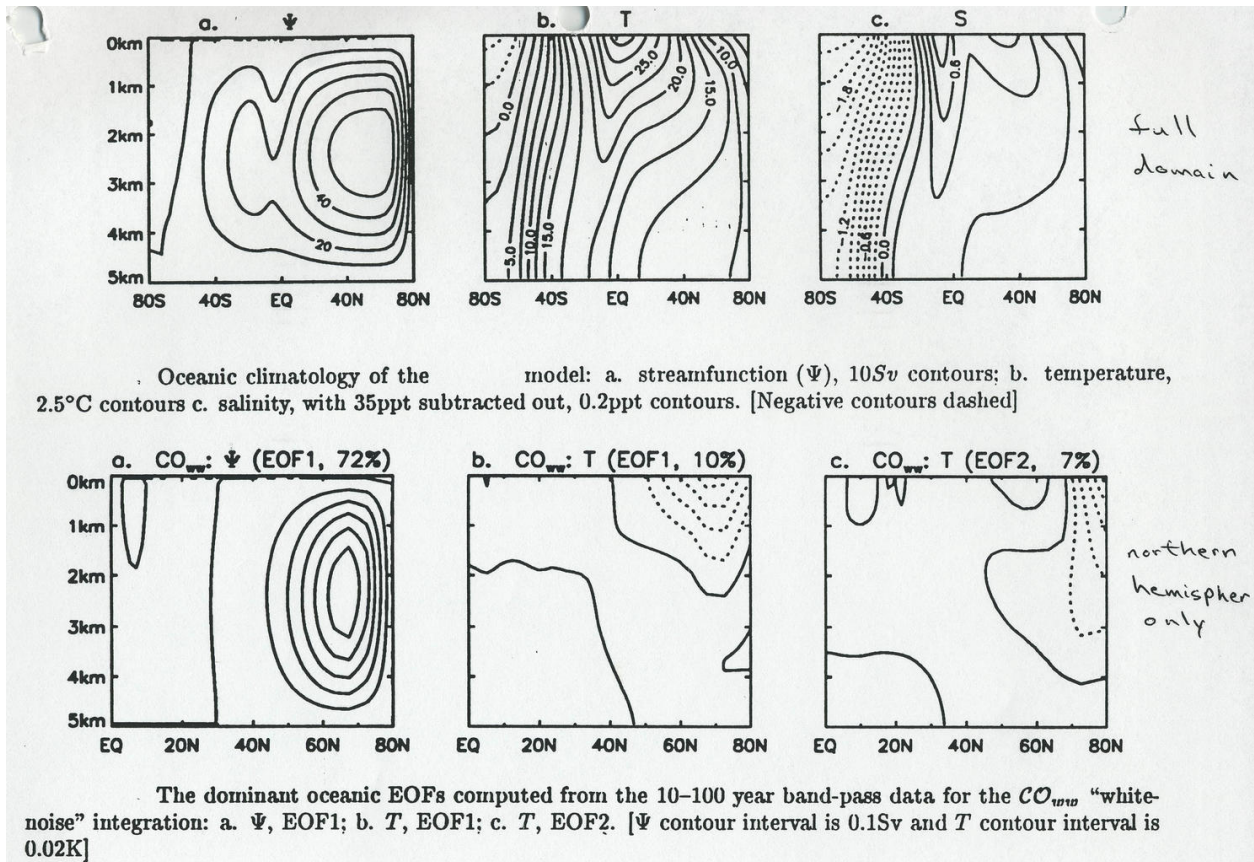 a. Ψ b. T c. S
0km
1km
2km
3km
4km
5km
40
20
0.0
5.0
10.0
15.0
25.0
20.0
15.0
10.0
-1.8
-1.2
-0.6
0.0
0.6
80S 40S EQ 40N 80N
80S 40S EQ 40N 80N
80S 40S EQ 40N 80N
full
domain
Oceanic climatology of the model: a. streamfunction (Ψ), 10Sv contours; b. temperature,
2.5°C contours c. salinity, with 35ppt subtracted out, 0.2ppt contours. [Negative contours dashed]
a. CO_ww: Ψ (EOF1, 72%) b. CO_ww: T (EOF1, 10%) c. CO_ww: T (EOF2, 7%)
0km
1km
2km
3km
4km
5km
EQ 20N 40N 60N 80N
EQ 20N 40N 60N 80N
EQ 20N 40N 60N 80N
northern
hemispher
only
The dominant oceanic EOFs computed from the 10–100 year band-pass data for the CO_ww “white-
noise” integration: a. Ψ, EOF1; b. T, EOF1; c. T, EOF2. [Ψ contour interval is 0.1Sv and T contour interval is
0.02K]